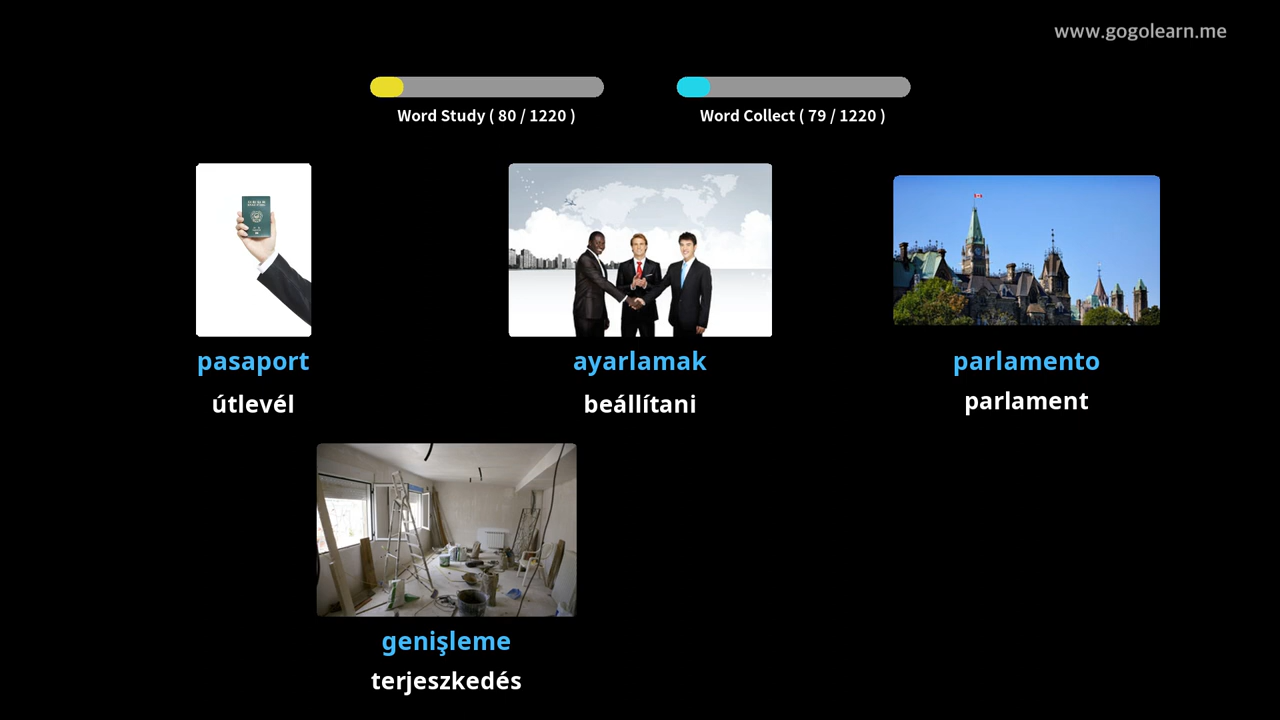 www.gogolearn.me
Word Study ( 80 / 1220 )
Word Collect ( 79 / 1220 )
pasaport
útlevél
ayarlamak
beállítani
parlamento
parlament
genişleme
terjeszkedés